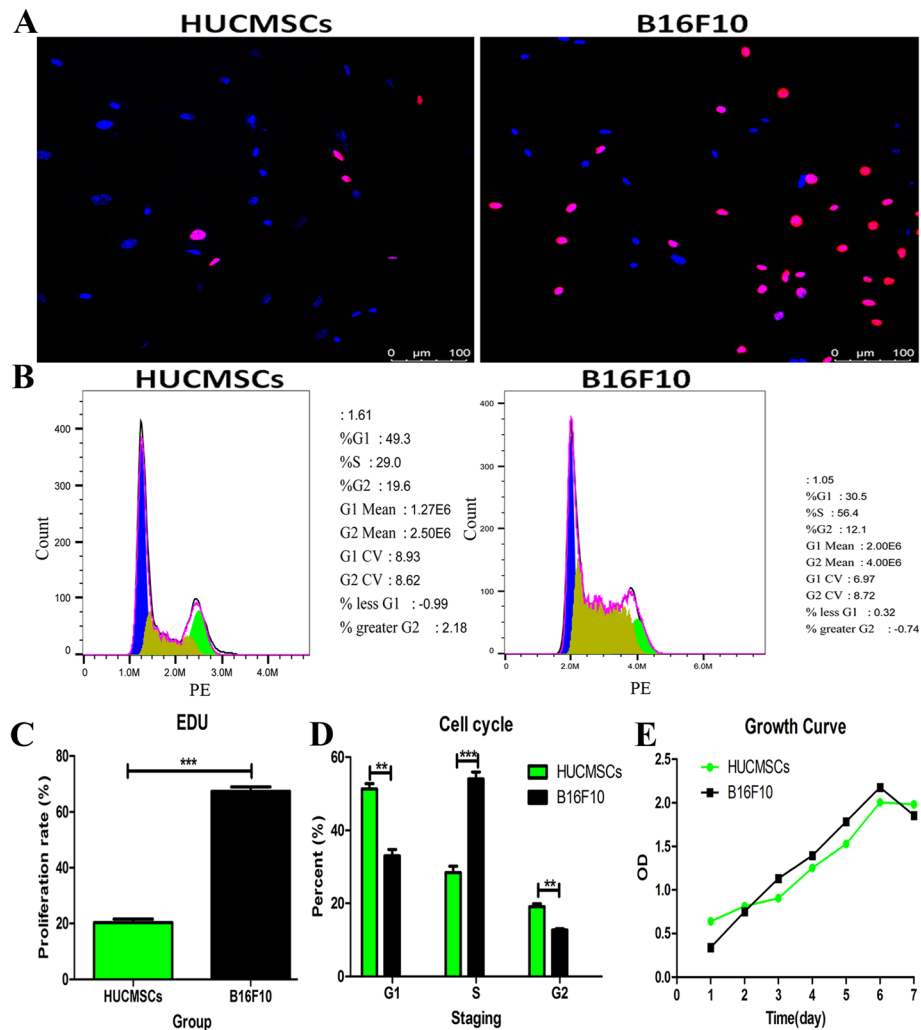 A
HUCMSCs
B16F10
0 µm 100
0 µm 100
B
HUCMSCs
B16F10
Count
400
300
200
100
0
0 1.0M 2.0M 3.0M 4.0M
PE
: 1.61
%G1 : 49.3
%S : 29.0
%G2 : 19.6
G1 Mean : 1.27E6
G2 Mean : 2.50E6
G1 CV : 8.93
G2 CV : 8.62
% less G1 : -0.99
% greater G2 : 2.18
Count
400
300
200
100
0
0 2.0M 4.0M 6.0M
PE
: 1.05
%G1 : 30.5
%S : 56.4
%G2 : 12.1
G1 Mean : 2.00E6
G2 Mean : 4.00E6
G1 CV : 6.97
G2 CV : 8.72
% less G1 : 0.32
% greater G2 : -0.74
C
EDU
Proliferation rate (%)
80
60
40
20
0
***
HUCMSCs B16F10
Group
D
Cell cycle
Percent (%)
60
40
20
0
** *** **
HUCMSCs
B16F10
G1 S G2
Staging
E
Growth Curve
OD
2.5
2.0
1.5
1.0
0.5
0.0
HUCMSCs
B16F10
0 1 2 3 4 5 6 7
Time(day)